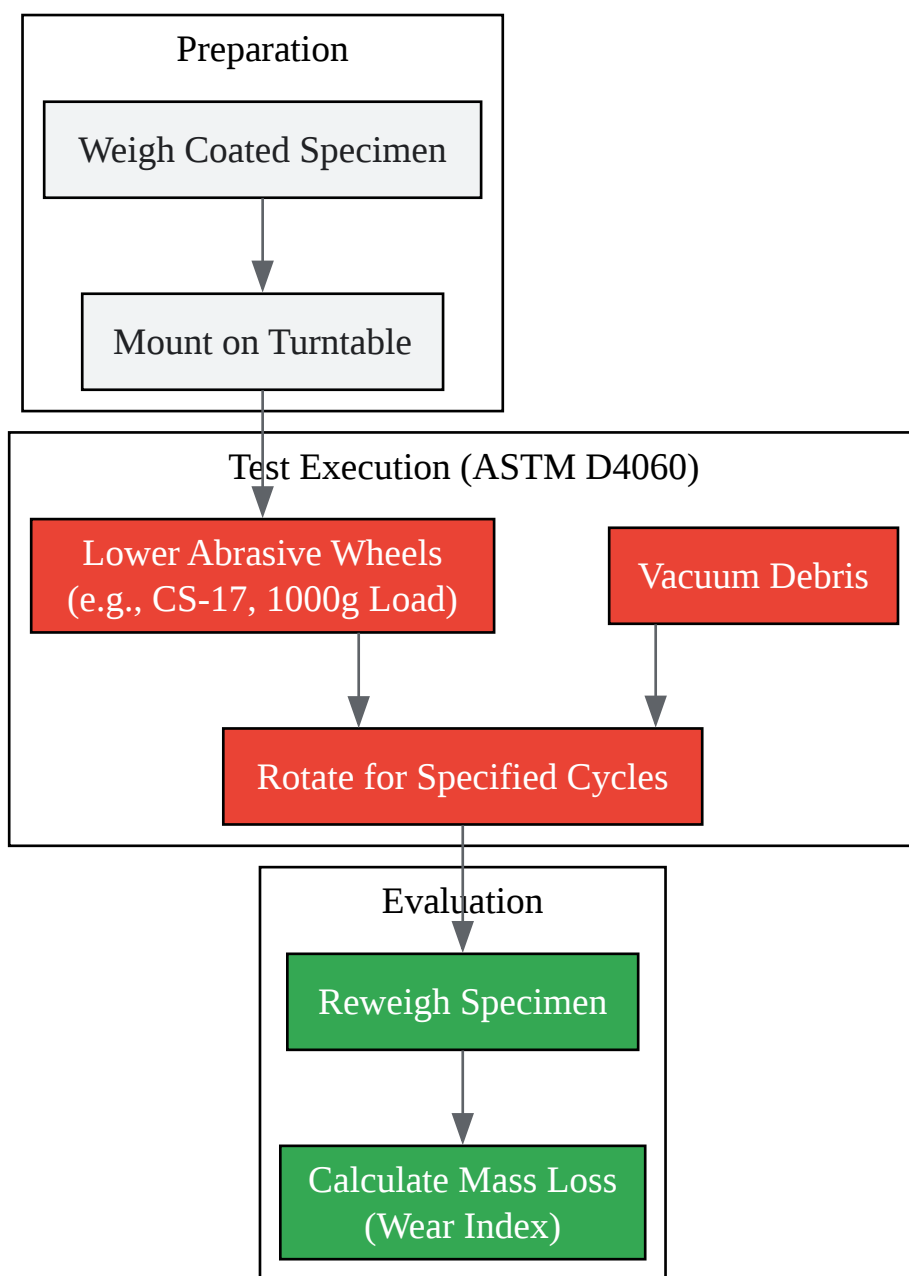 Preparation
Weigh Coated Specimen
Mount on Turntable
Test Execution (ASTM D4060)
Lower Abrasive Wheels
(e.g., CS-17, 1000g Load)
Vacuum Debris
Rotate for Specified Cycles
Evaluation
Reweigh Specimen
Calculate Mass Loss
(Wear Index)